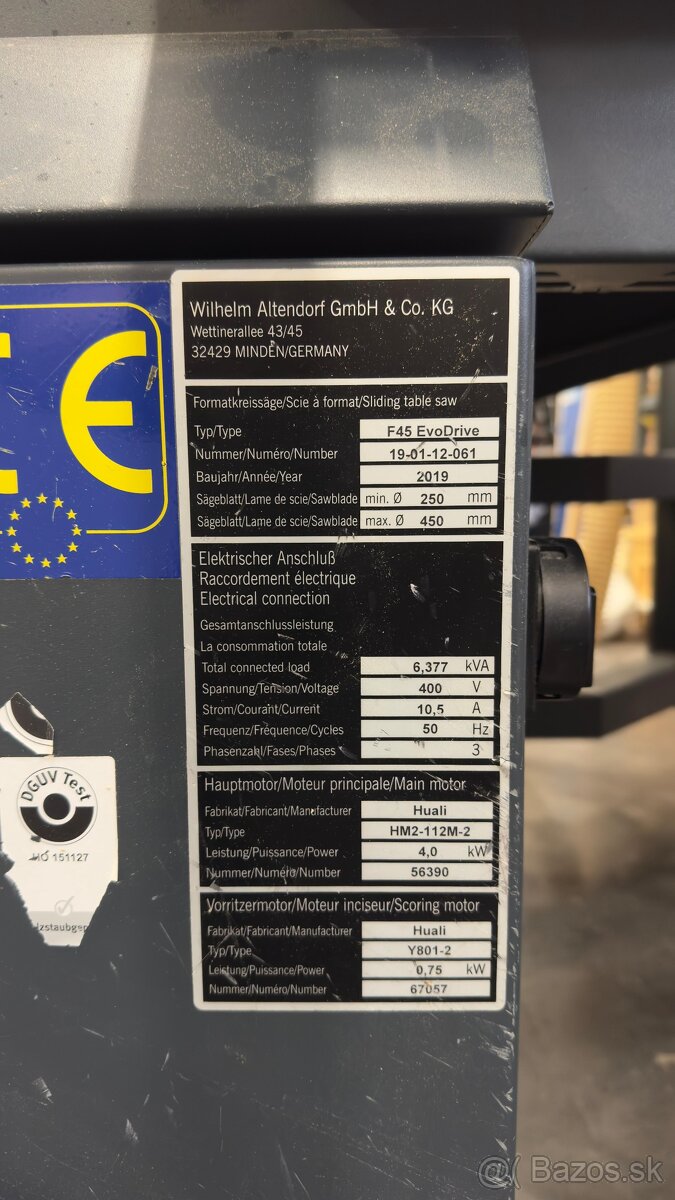 Wilhelm Altendorf GmbH & Co. KG
Wettinerallee 43/45
32429 MINDEN/GERMANY
Formatkreissäge/Scie à format/Sliding table saw
Typ/Type F45 EvoDrive
Nummer/Numéro/Number 19-01-12-061
Baujahr/Année/Year 2019
Sägeblatt/Lame de scie/Sawblade min. Ø 250 mm
Sägeblatt/Lame de scie/Sawblade max. Ø 450 mm
Elektrischer Anschluß
Raccordement électrique
Electrical connection
Gesamtanschlussleistung
La consommation totale
Total connected load 6,377 kVA
Spannung/Tension/Voltage 400 V
Strom/Courant/Current 10,5 A
Frequenz/Fréquence/Cycles 50 Hz
Phasenzahl/Fases/Phases 3
Hauptmotor/Moteur principale/Main motor
Fabrikat/Fabricant/Manufacturer Huali
Typ/Type HM2-112M-2
Leistung/Puissance/Power 4,0 kW
Nummer/Numéro/Number 56390
Vorritzermotor/Moteur inciseur/Scoring motor
Fabrikat/Fabricant/Manufacturer Huali
Typ/Type Y801-2
Leistung/Puissance/Power 0,75 kW
Nummer/Numéro/Number 67057
CE
DGUV Test
MO 151127
lzstaubgep
@ Bazos.sk